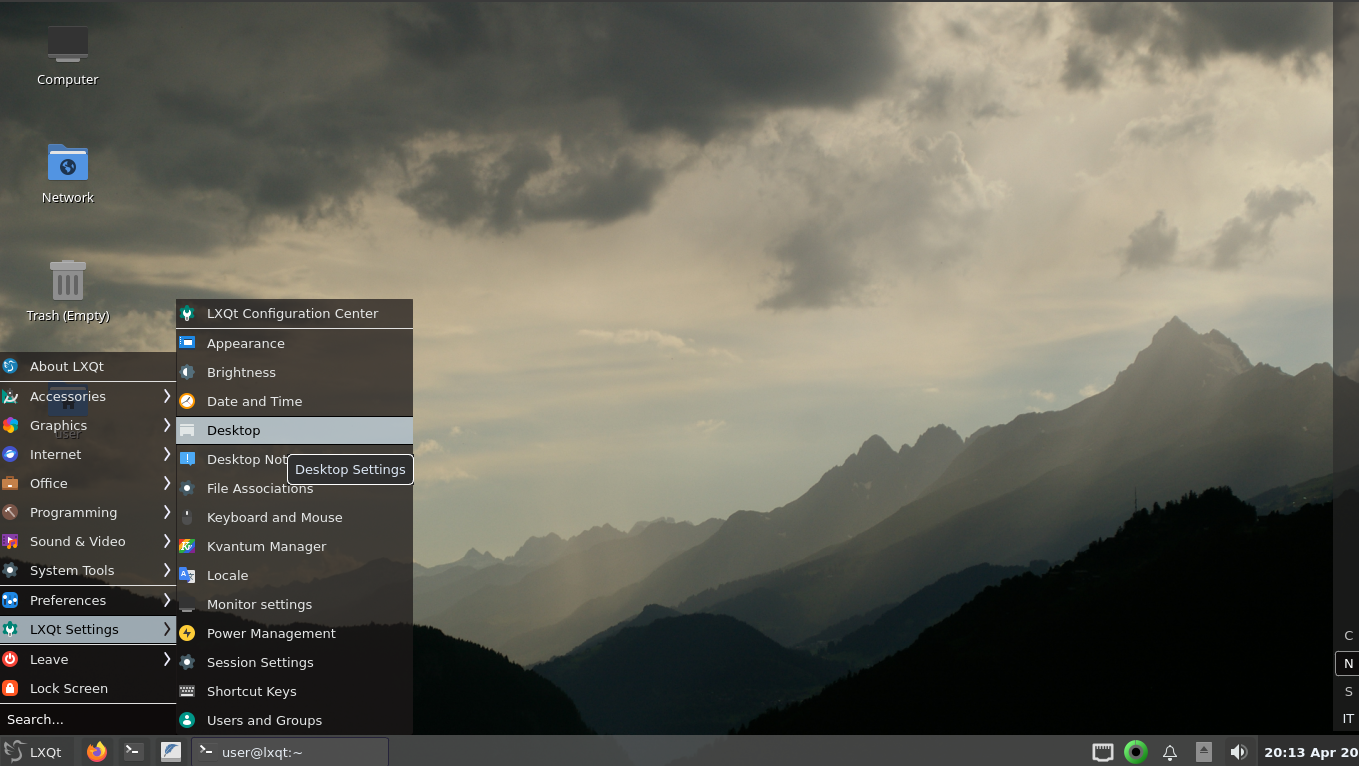 Computer
Network
Trash (Empty)
user
About LXQt
Accessories
Graphics
Internet
Office
Programming
Sound & Video
System Tools
Preferences
LXQt Settings
Leave
Lock Screen
Search...
LXQt Configuration Center
Appearance
Brightness
Date and Time
Desktop
Desktop Not
Desktop Settings
File Associations
Keyboard and Mouse
Kvantum Manager
Locale
Monitor settings
Power Management
Session Settings
Shortcut Keys
Users and Groups
C
N
S
IT
LXQt
user@lxqt:~
20:13 Apr 20